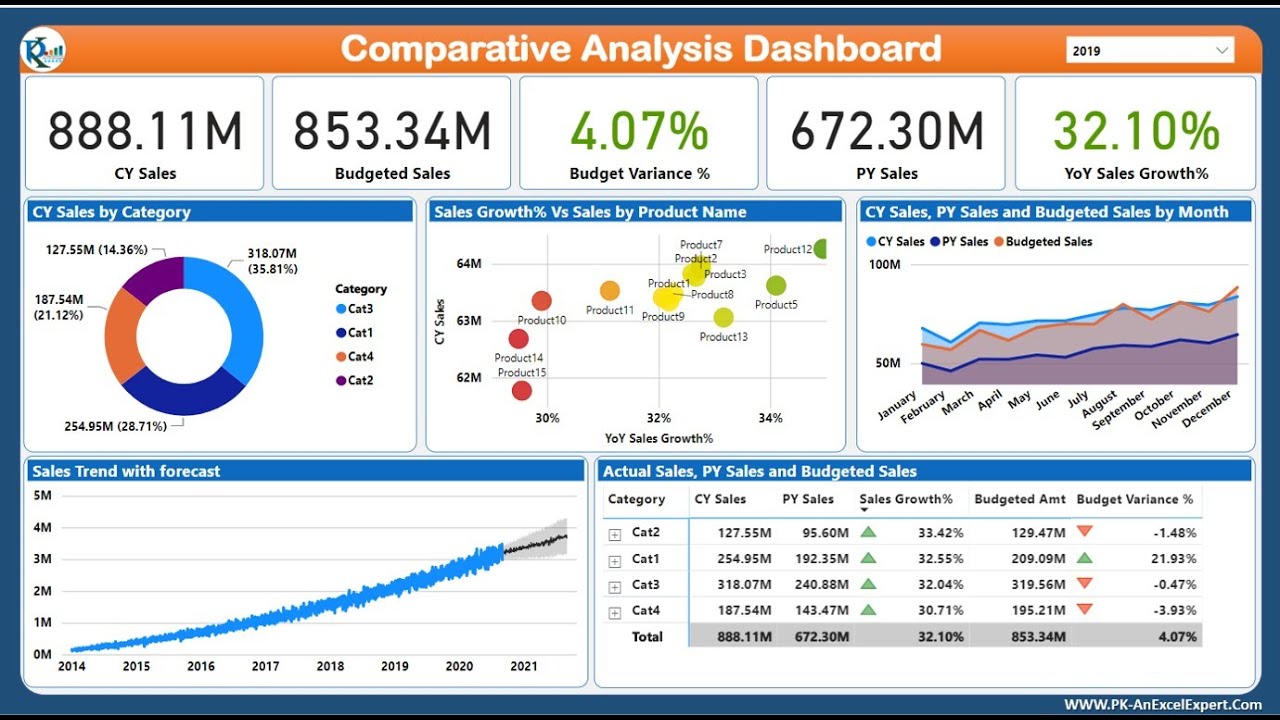 Comparative Analysis Dashboard
2019
888.11M
CY Sales
853.34M
Budgeted Sales
4.07%
Budget Variance %
672.30M
PY Sales
32.10%
YoY Sales Growth%
CY Sales by Category
127.55M (14.36%)
318.07M
(35.81%)
187.54M
(21.12%)
254.95M (28.71%)
Category
Cat3
Cat1
Cat4
Cat2
Sales Growth% Vs Sales by Product Name
CY Sales
64M
63M
62M
Product7
Product2
Product12
Product3
Product1
Product8
Product5
Product11
Product9
Product10
Product13
Product14
Product15
30%
32%
34%
YoY Sales Growth%
CY Sales, PY Sales and Budgeted Sales by Month
CY Sales PY Sales Budgeted Sales
100M
50M
January
February
March
April
May
June
July
August
September
October
November
December
Sales Trend with forecast
5M
4M
3M
2M
1M
0M
2014 2015 2016 2017 2018 2019 2020 2021
Actual Sales, PY Sales and Budgeted Sales
Category CY Sales PY Sales Sales Growth% Budgeted Amt Budget Variance %
Cat2 127.55M 95.60M 33.42% 129.47M -1.48%
Cat1 254.95M 192.35M 32.55% 209.09M 21.93%
Cat3 318.07M 240.88M 32.04% 319.56M -0.47%
Cat4 187.54M 143.47M 30.71% 195.21M -3.93%
Total 888.11M 672.30M 32.10% 853.34M 4.07%
WWW.PK-AnExcelExpert.Com